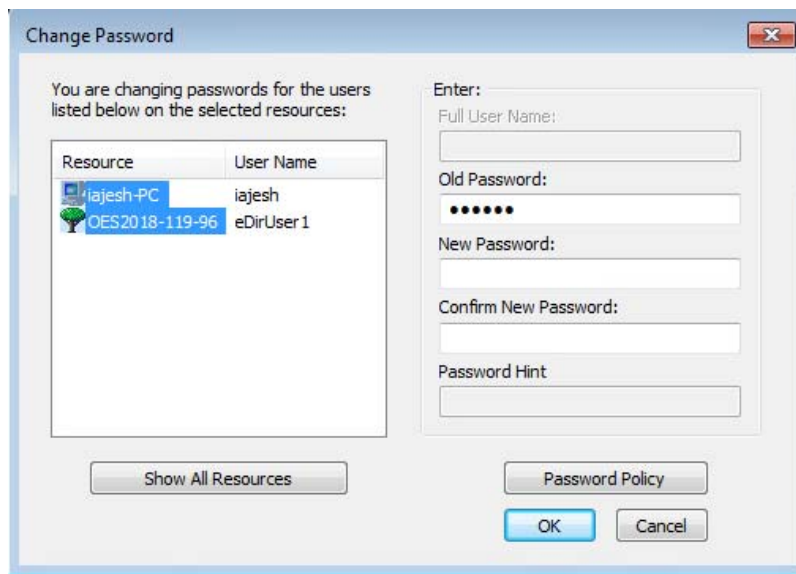 Change Password
You are changing passwords for the users
listed below on the selected resources:
Resource User Name
iajesh-PC iajesh
OES2018-119-96 eDirUser1
Show All Resources
Enter:
Full User Name:
Old Password:
••••••
New Password:
Confirm New Password:
Password Hint
Password Policy
OK Cancel